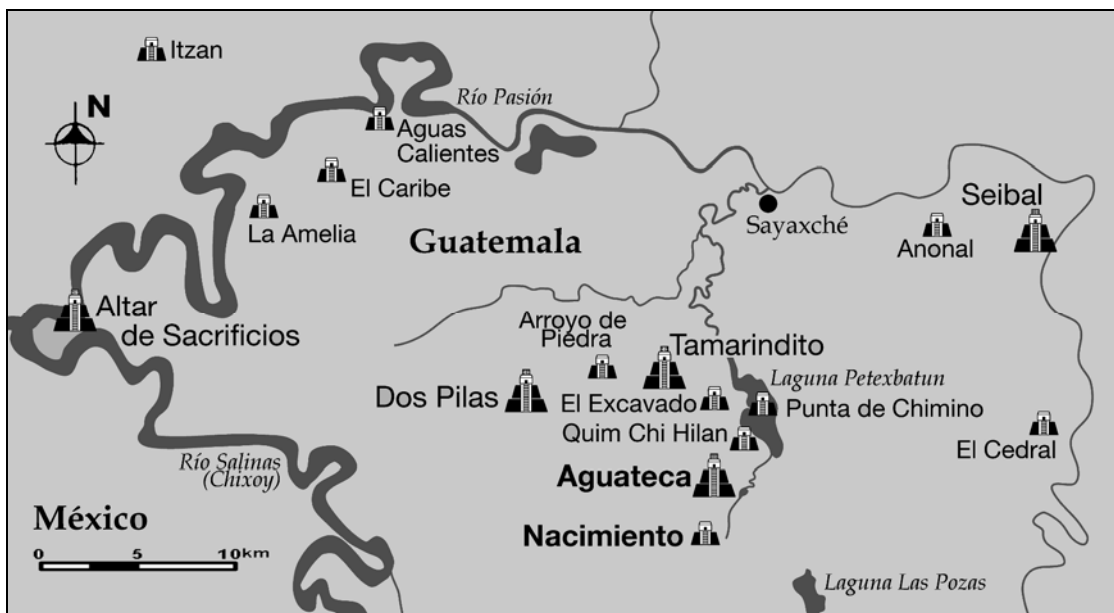 Itzan
N
Río Pasión
Aguas
Calientes
El Caribe
La Amelia
Guatemala
Sayaxché
Seibal
Anonal
Altar
de Sacrificios
Arroyo de
Piedra
Tamarindito
Laguna Petexbatun
Dos Pilas
El Excavado
Punta de Chimino
Quim Chi Hilan
El Cedral
Río Salinas
(Chixoy)
Aguateca
México
Nacimiento
0 5 10km
Laguna Las Pozas